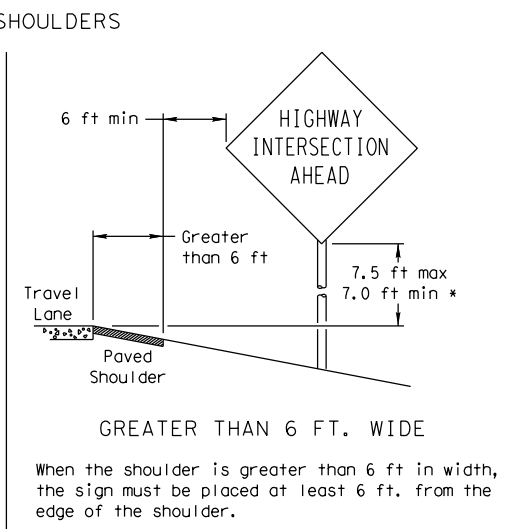 SHOULDERS
6 ft min
HIGHWAY
INTERSECTION
AHEAD
Greater
than 6 ft
7.5 ft max
7.0 ft min *
Travel
Lane
Paved
Shoulder
GREATER THAN 6 FT. WIDE
When the shoulder is greater than 6 ft in width,
the sign must be placed at least 6 ft. from the
edge of the shoulder.